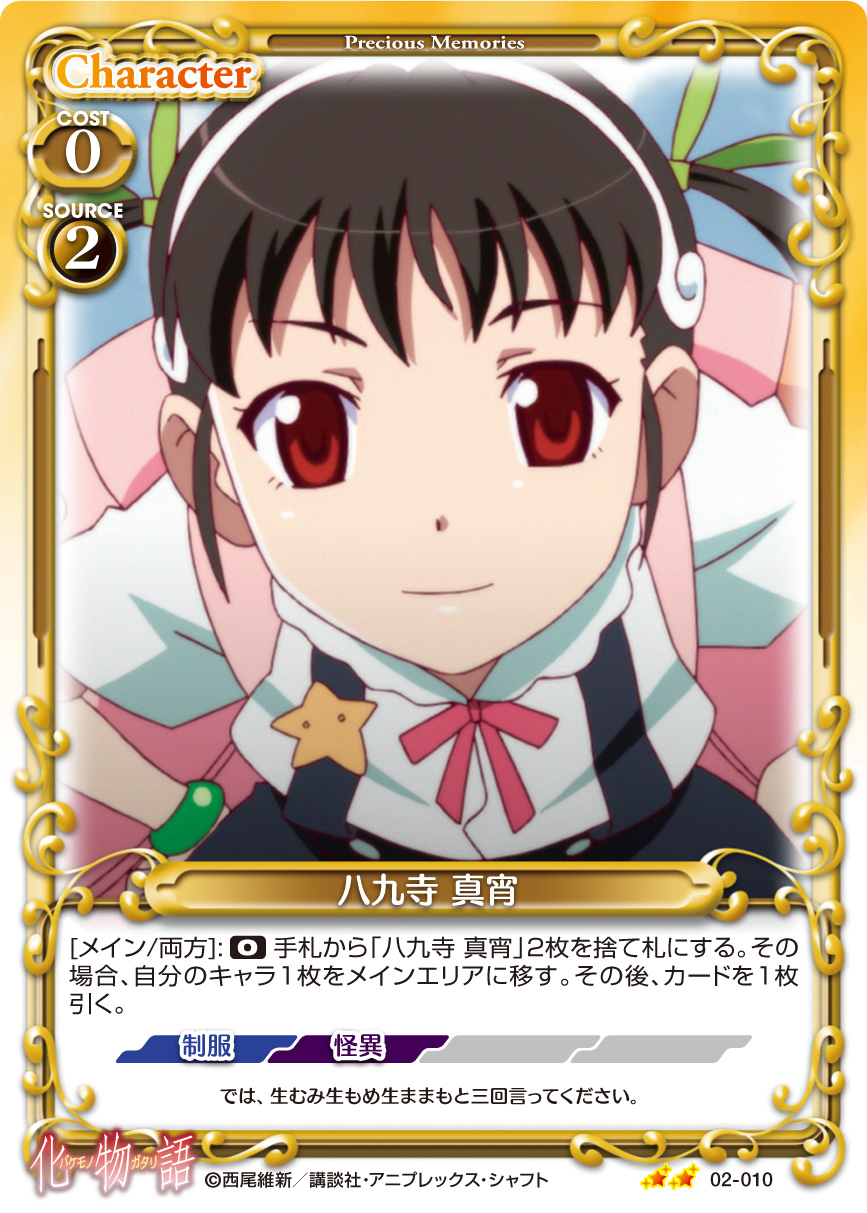 Precious Memories
Character
COST
0
SOURCE
2
八九寺 真宵
[メイン/両方]: 0 手札から「八九寺 真宵」2枚を捨て札にする。その
場合、自分のキャラ1枚をメインエリアに移す。その後、カードを1枚
引く。
制服 怪異
では、生むみ生もめ生ままもと三回言ってください。
化物語
バケモノガタリ
©西尾維新／講談社・アニプレックス・シャフト 02-010